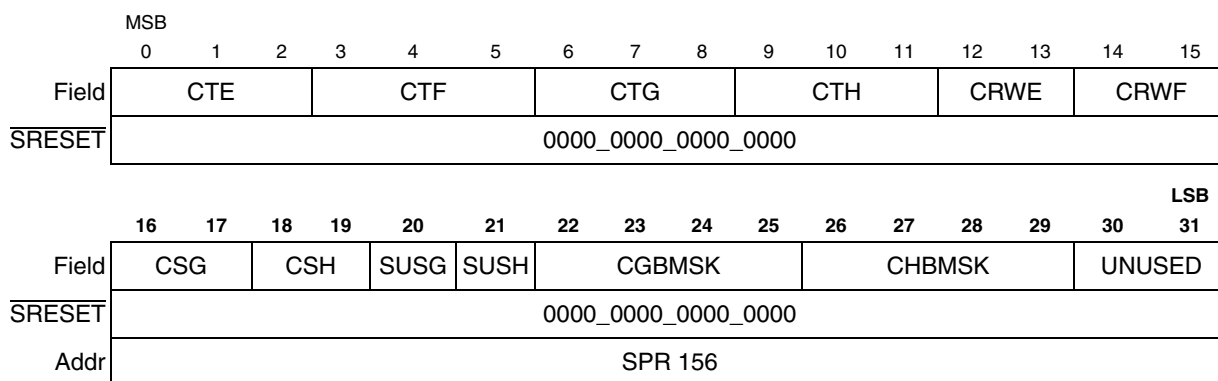 MSB
0 1 2 3 4 5 6 7 8 9 10 11 12 13 14 15
Field CTE CTF CTG CTH CRWE CRWF
SRESET 0000_0000_0000_0000
LSB
16 17 18 19 20 21 22 23 24 25 26 27 28 29 30 31
Field CSG CSH SUSG SUSH CGBMSK CHBMSK UNUSED
SRESET 0000_0000_0000_0000
Addr SPR 156